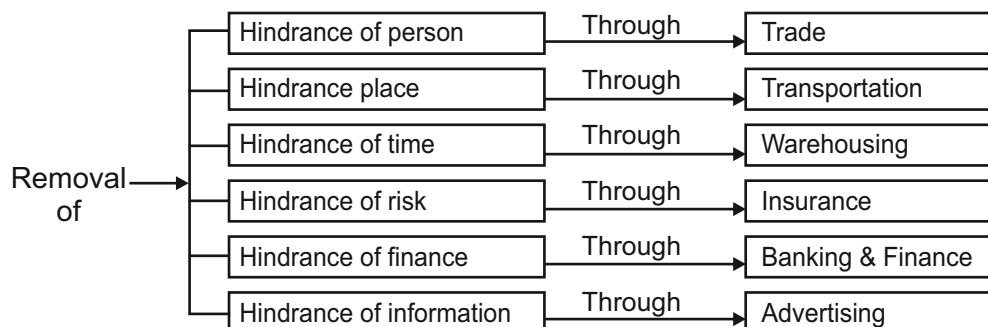 Hindrance of person Through Trade
Hindrance place Through Transportation
Hindrance of time Through Warehousing
Removal of
Hindrance of risk Through Insurance
Hindrance of finance Through Banking & Finance
Hindrance of information Through Advertising